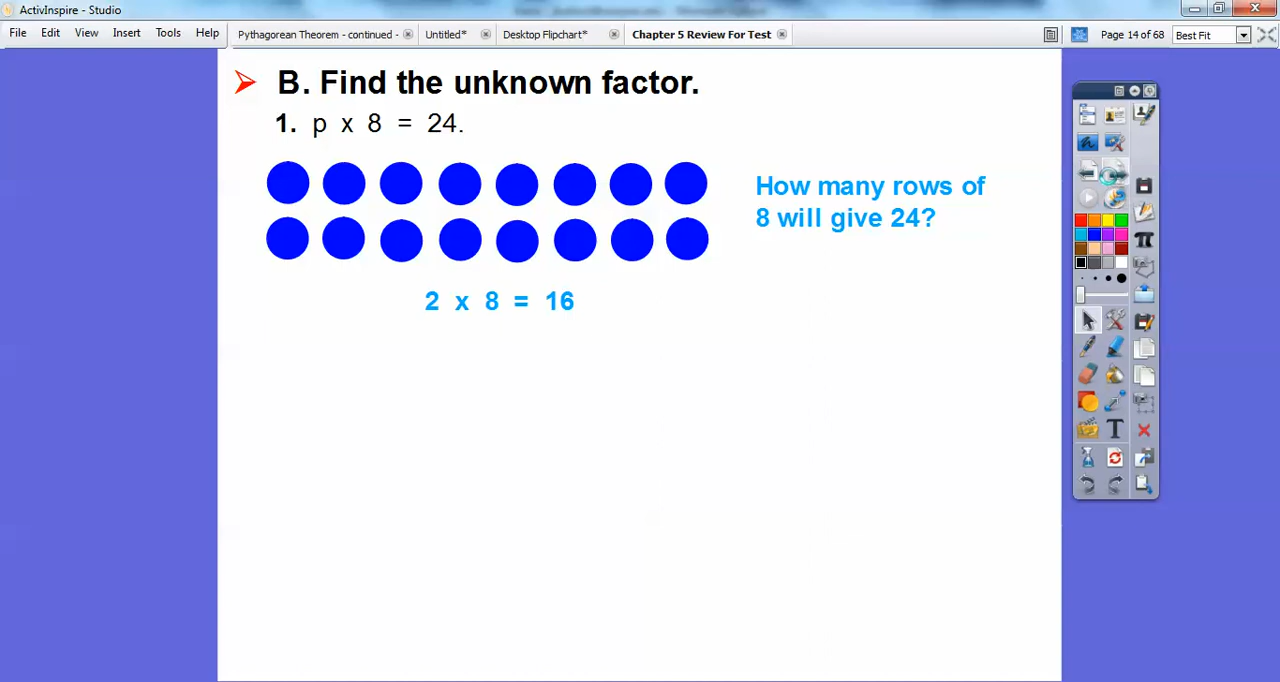 ActivInspire - Studio
File Edit View Insert Tools Help
Pythagorean Theorem - continued - Untitled* Desktop Flipchart* Chapter 5 Review For Test
Page 14 of 68 Best Fit
B. Find the unknown factor.
1. p x 8 = 24.
How many rows of
8 will give 24?
2 x 8 = 16